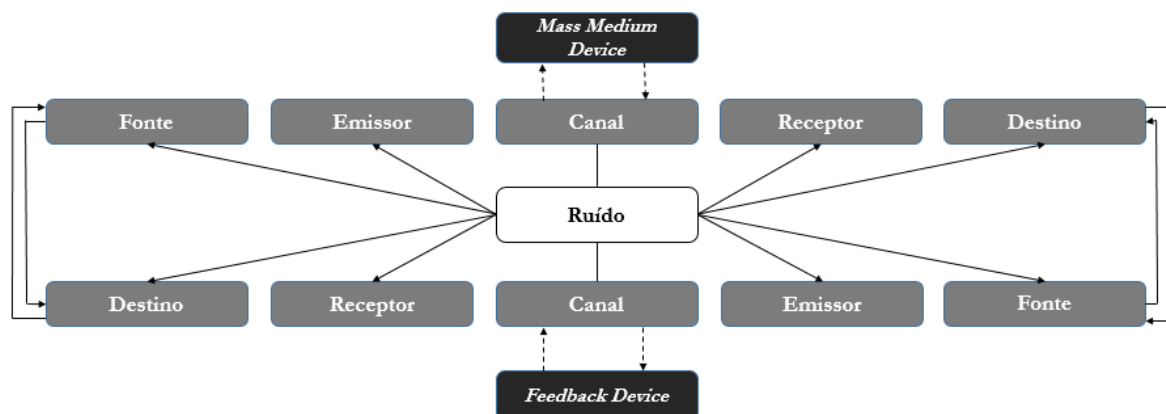 Mass Medium
Device
Fonte
Emissor
Canal
Receptor
Destino
Ruído
Destino
Receptor
Canal
Emissor
Fonte
Feedback Device